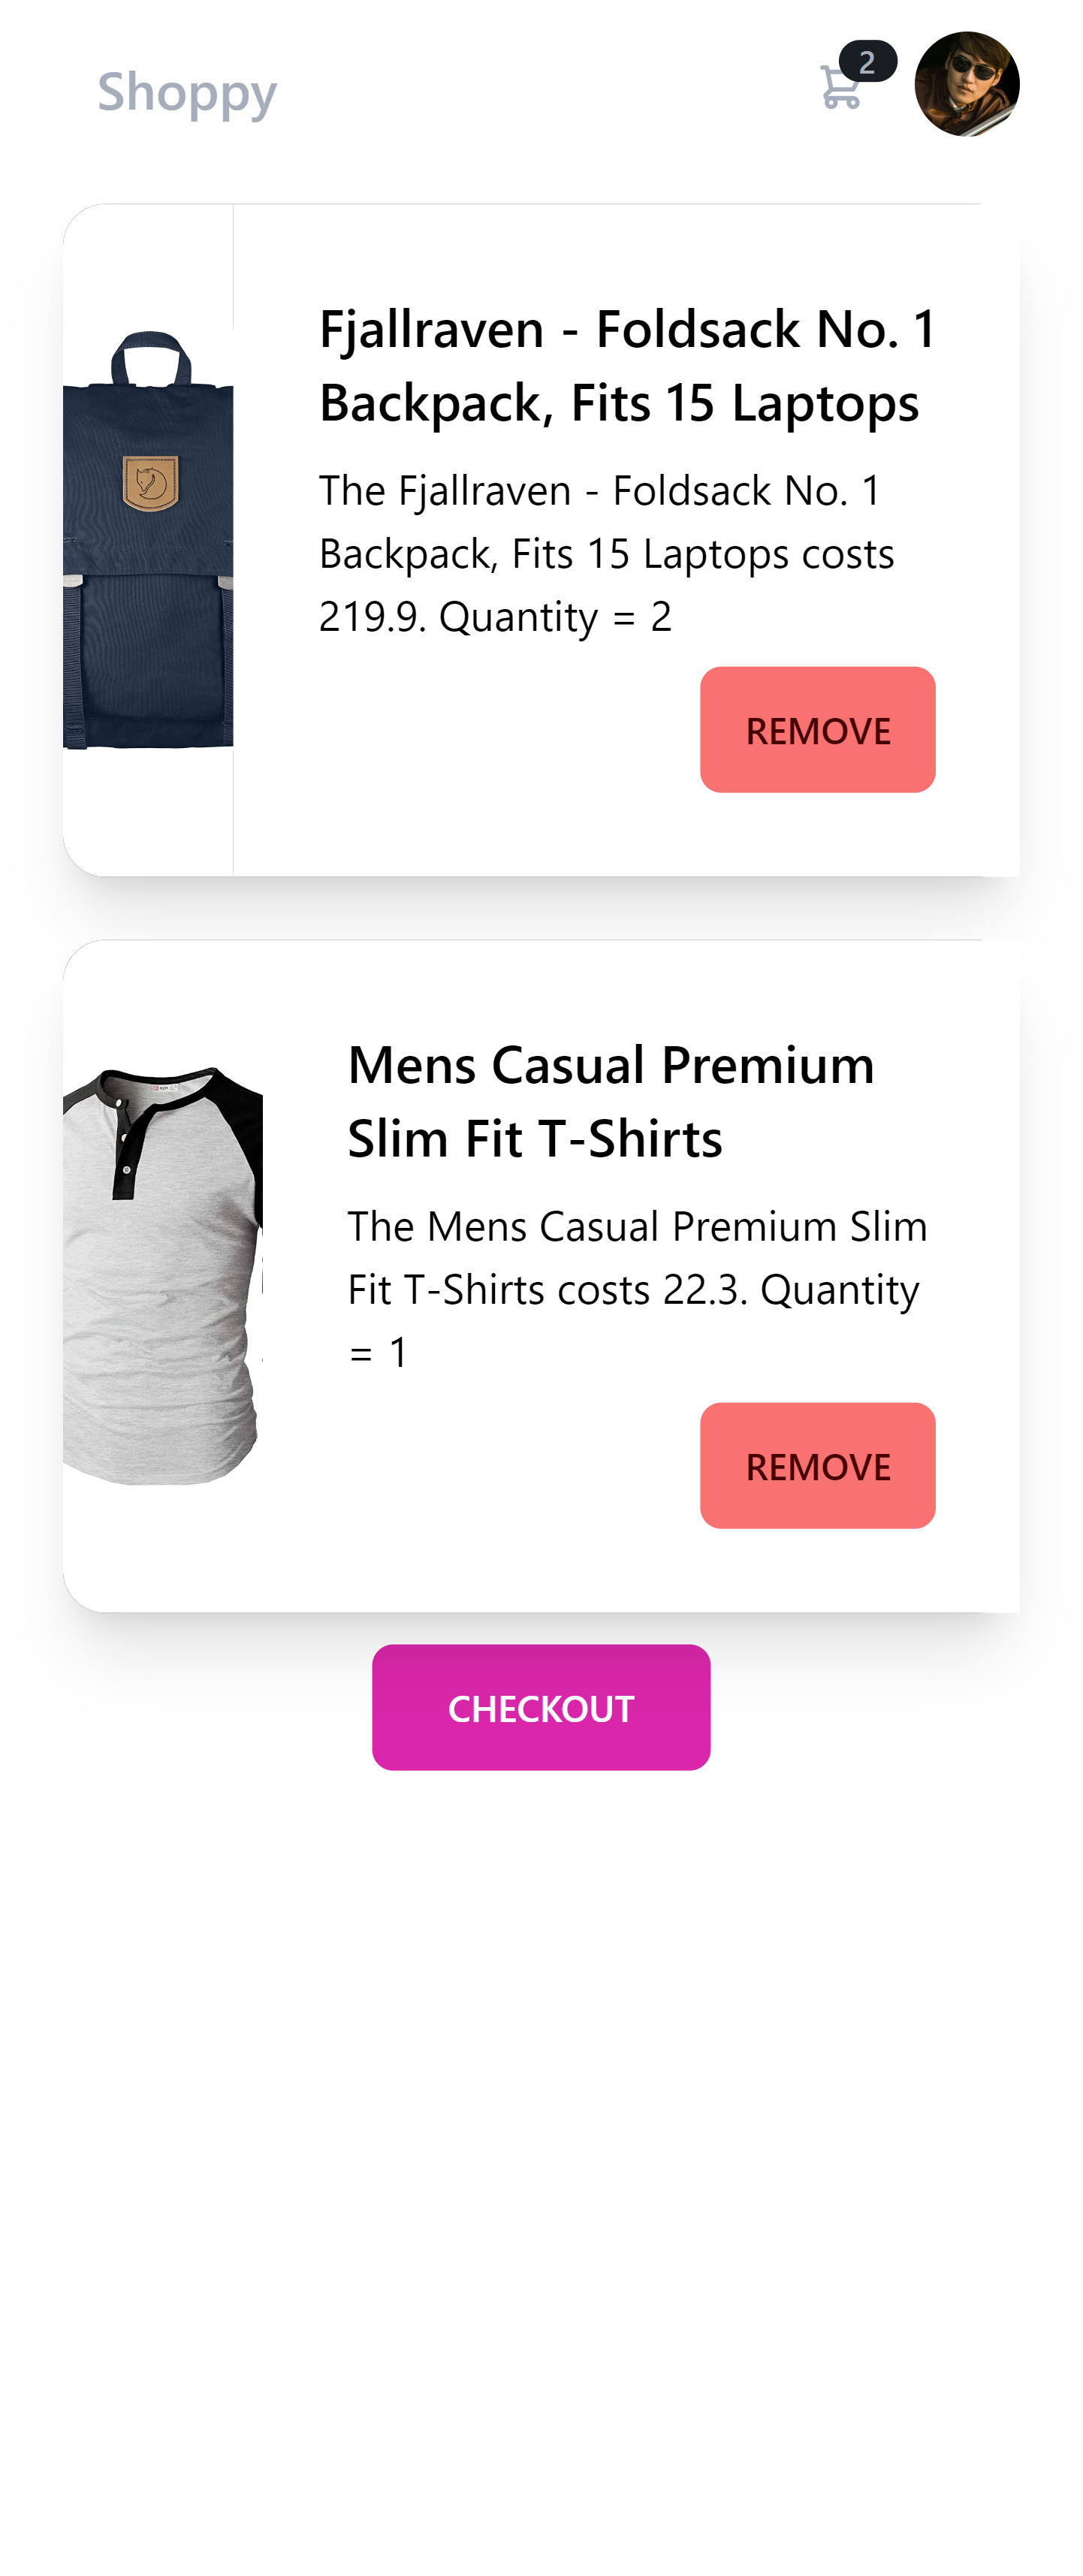 Shoppy
2
Fjallraven - Foldsack No. 1
Backpack, Fits 15 Laptops
The Fjallraven - Foldsack No. 1
Backpack, Fits 15 Laptops costs
219.9. Quantity = 2
REMOVE
Mens Casual Premium
Slim Fit T-Shirts
The Mens Casual Premium Slim
Fit T-Shirts costs 22.3. Quantity
= 1
REMOVE
CHECKOUT